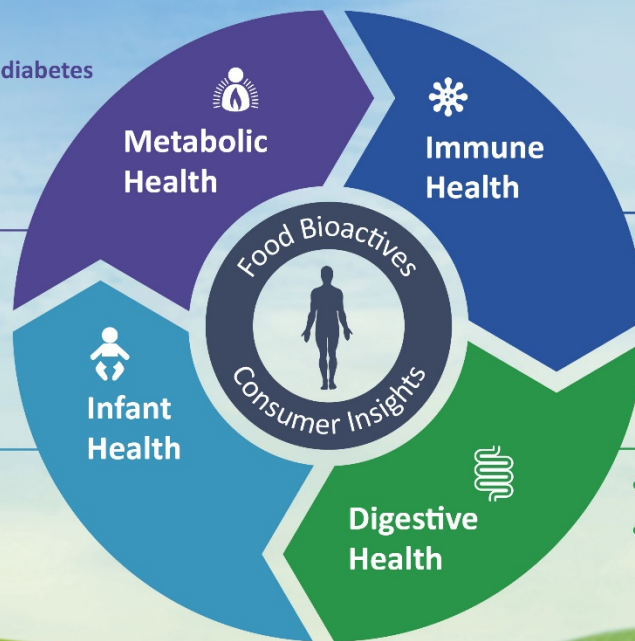 diabetes
Metabolic
Health
Immune
Health
Food Bioactives
Consumer Insights
Infant
Health
Digestive
Health